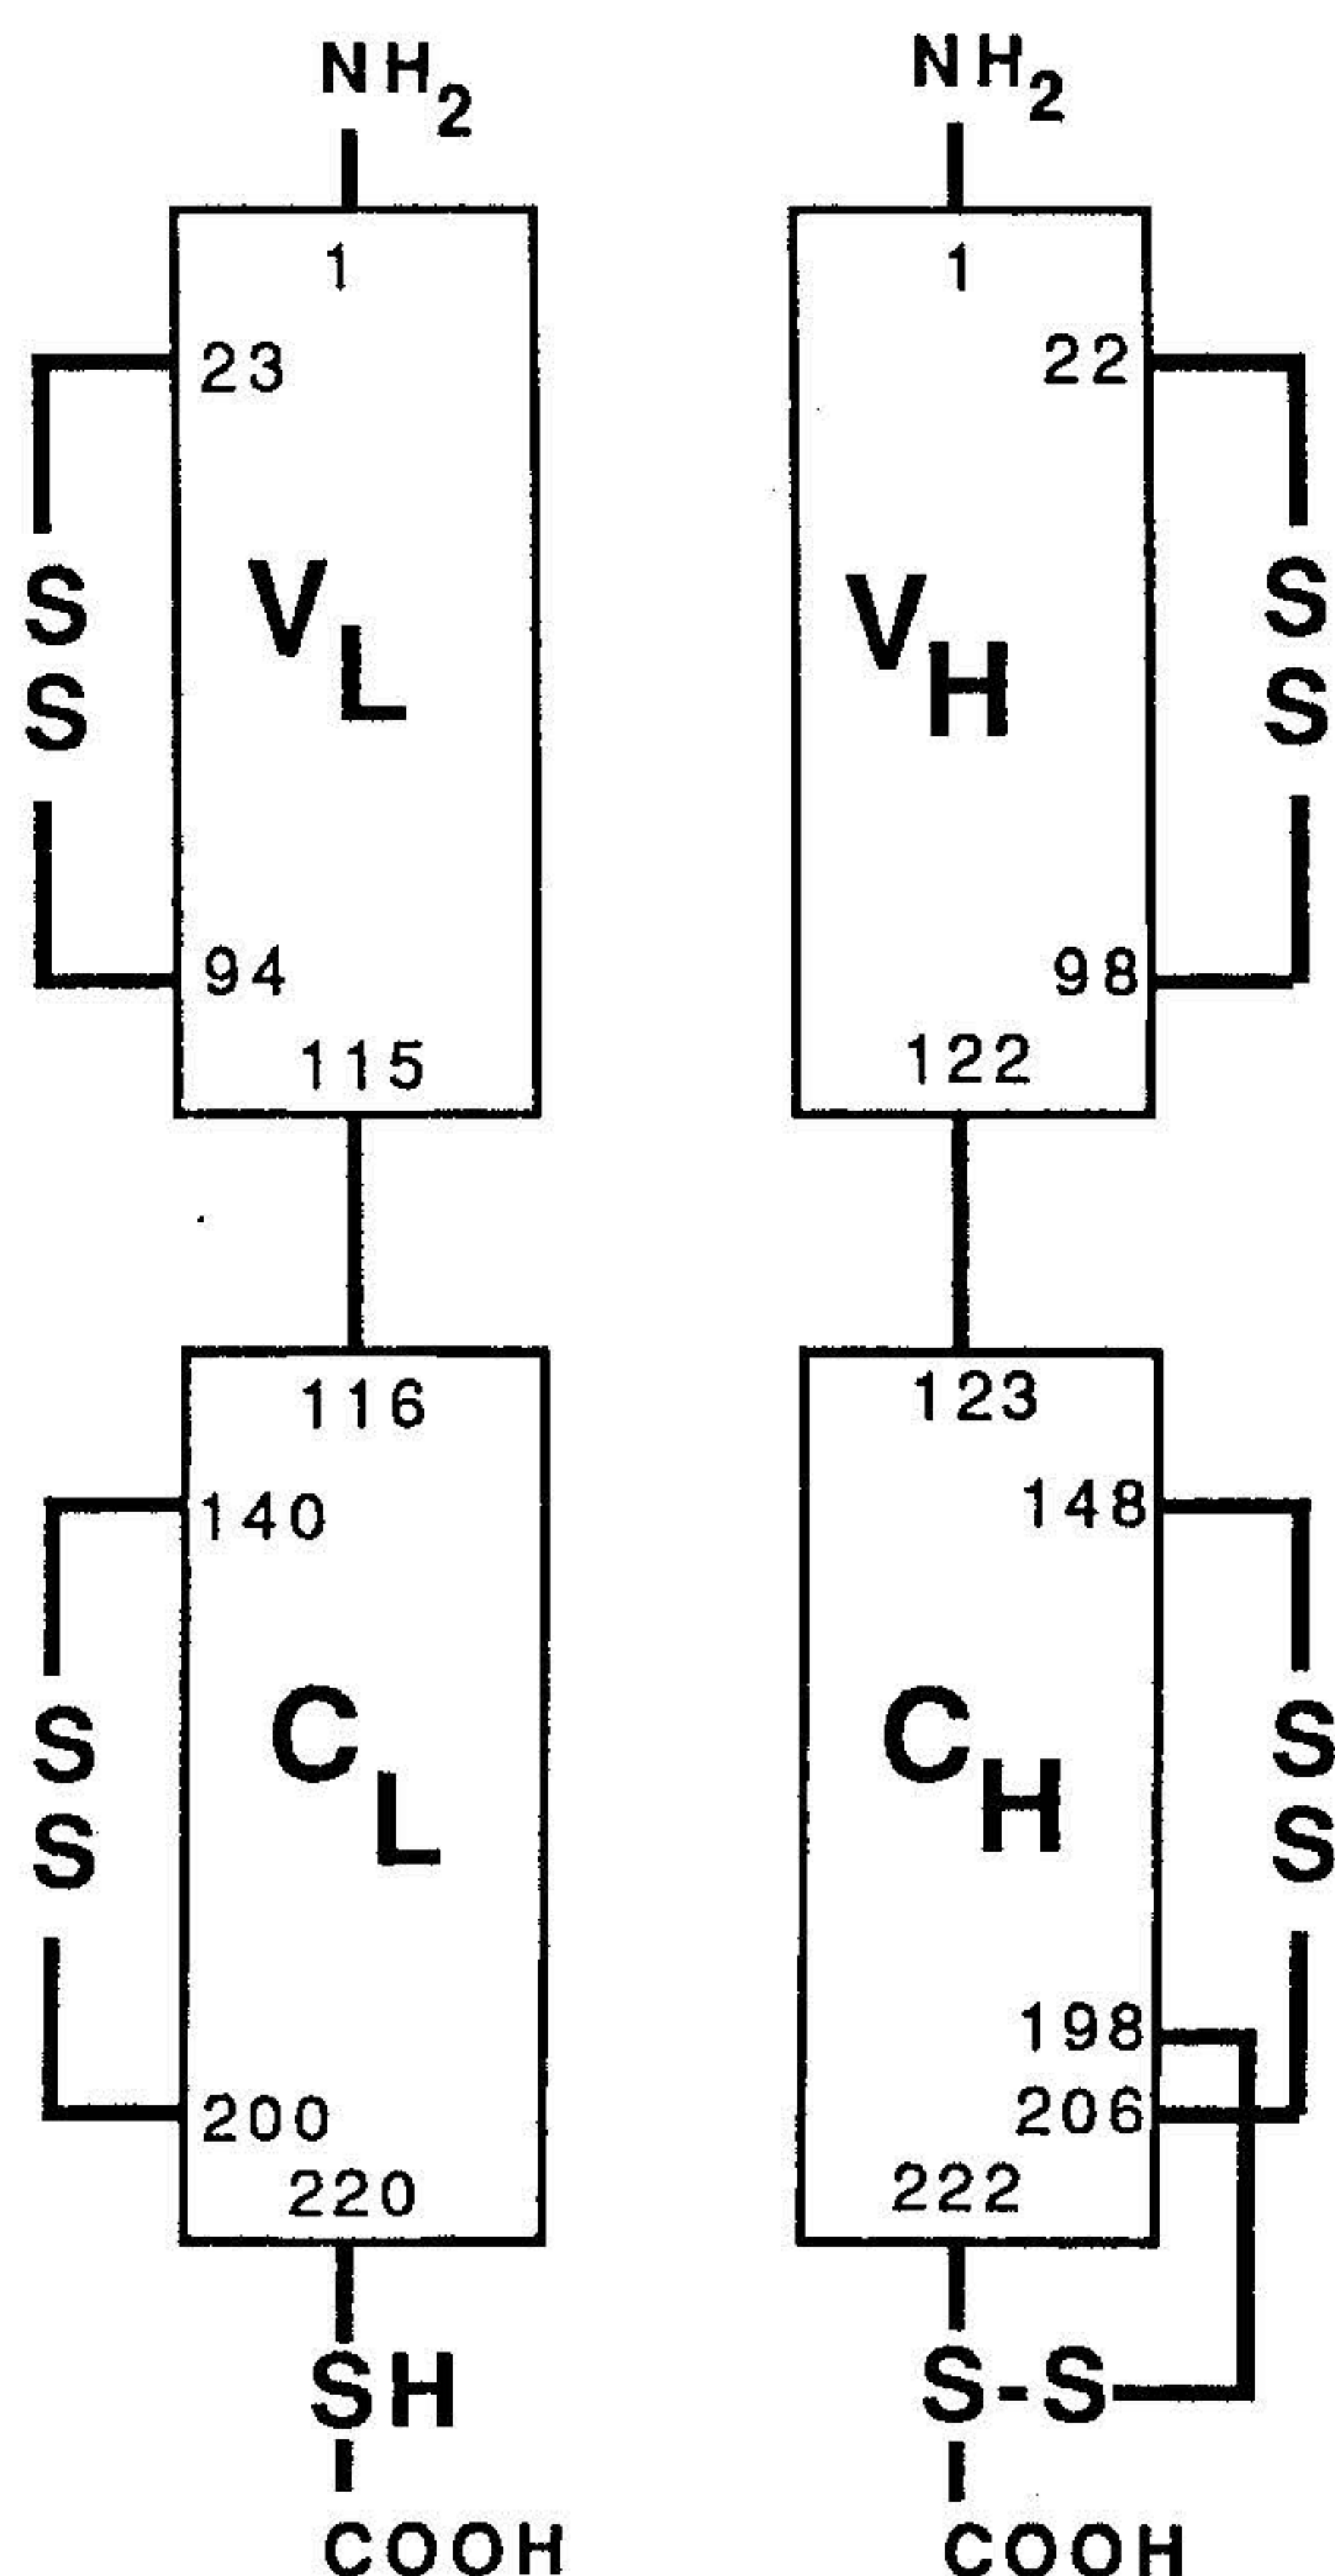 NH2 NH2
1 1
23 22
S S
S S
VL VH
94 98
115 122
116 123
140 148
S S
S S
CL CH
198
200 206
220 222
SH S-S
COOH COOH